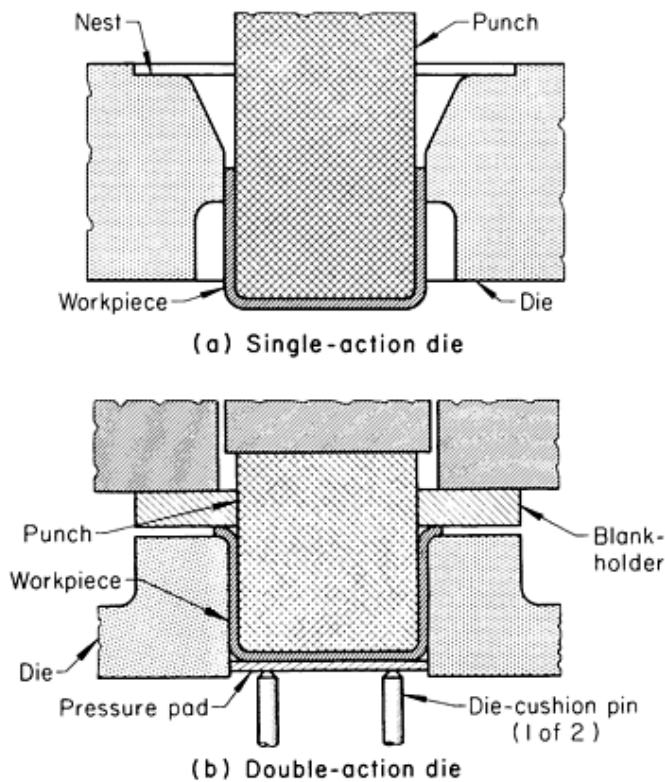 Nest
Punch
Workpiece
Die
(a) Single-action die
Punch
Blank-
holder
Workpiece
Die
Pressure pad
Die-cushion pin
(1 of 2)
(b) Double-action die